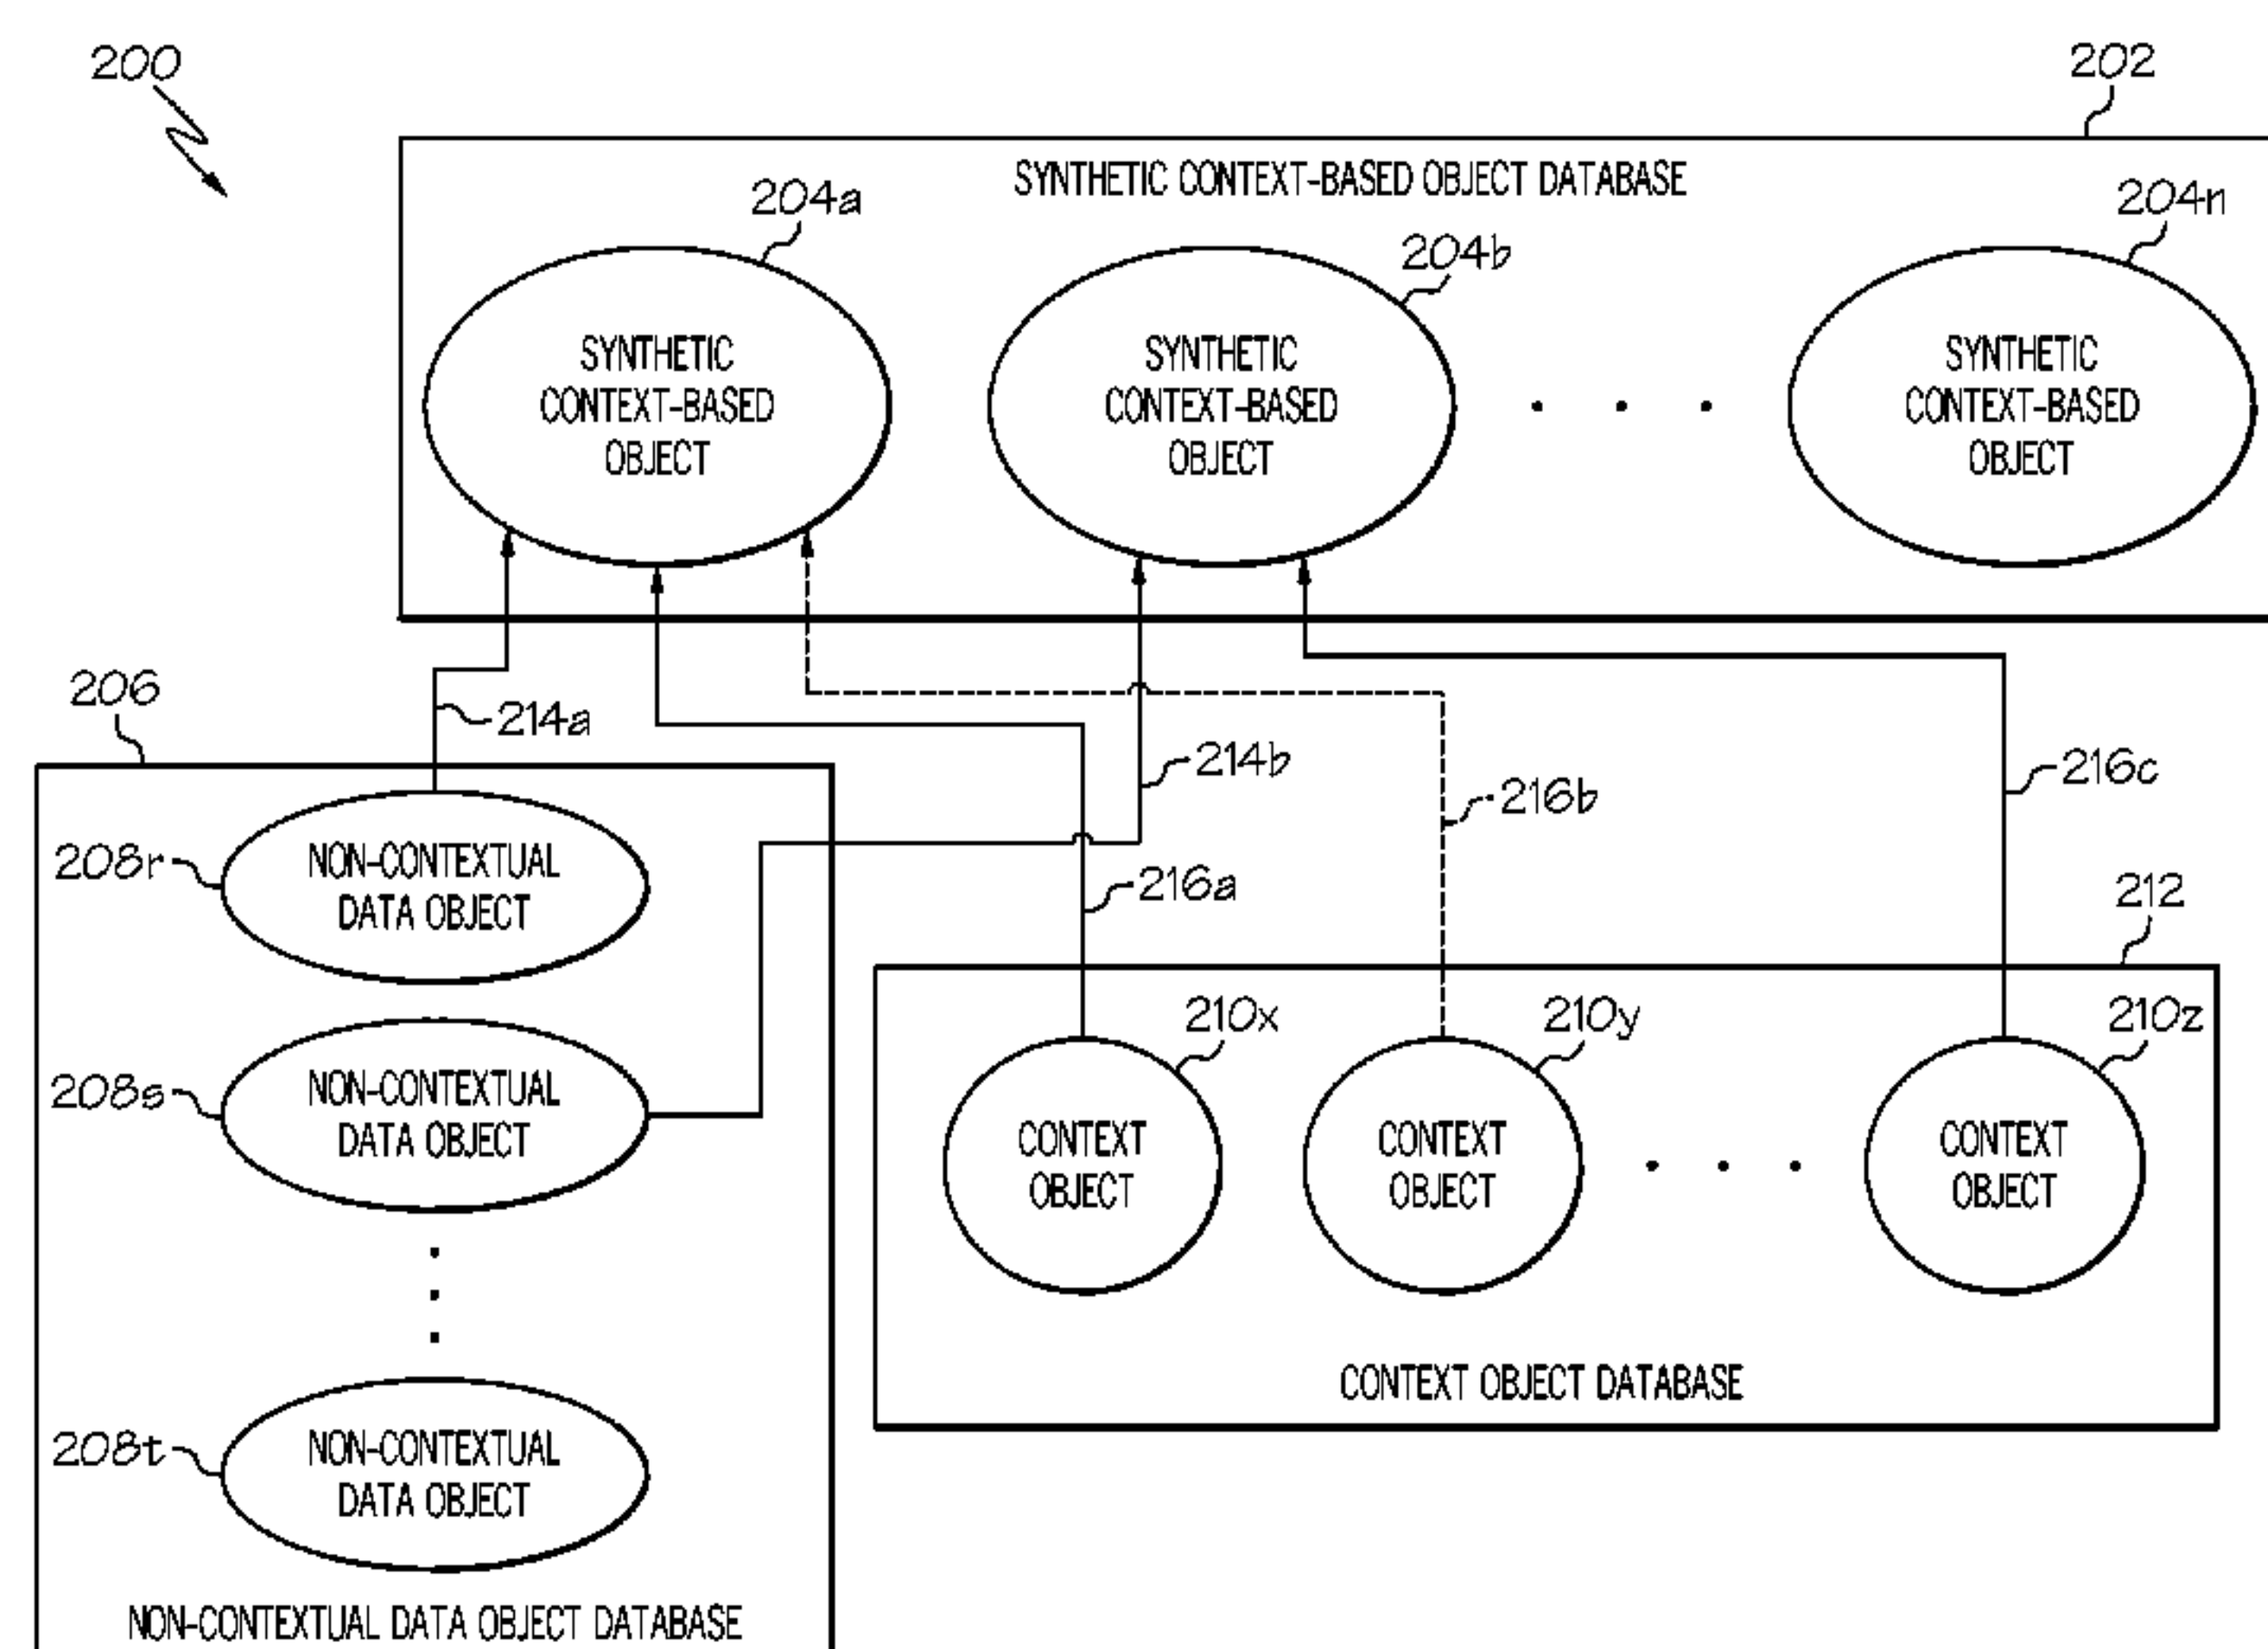 200
202
SYNTHETIC CONTEXT-BASED OBJECT DATABASE
204a
204b
204n
SYNTHETIC
CONTEXT-BASED
OBJECT
SYNTHETIC
CONTEXT-BASED
OBJECT
SYNTHETIC
CONTEXT-BASED
OBJECT
206
214a
214b
216b
216c
208r
NON-CONTEXTUAL
DATA OBJECT
216a
212
210x
210y
210z
208s
NON-CONTEXTUAL
DATA OBJECT
CONTEXT
OBJECT
CONTEXT
OBJECT
CONTEXT
OBJECT
CONTEXT OBJECT DATABASE
208t
NON-CONTEXTUAL
DATA OBJECT
NON-CONTEXTUAL DATA OBJECT DATABASE